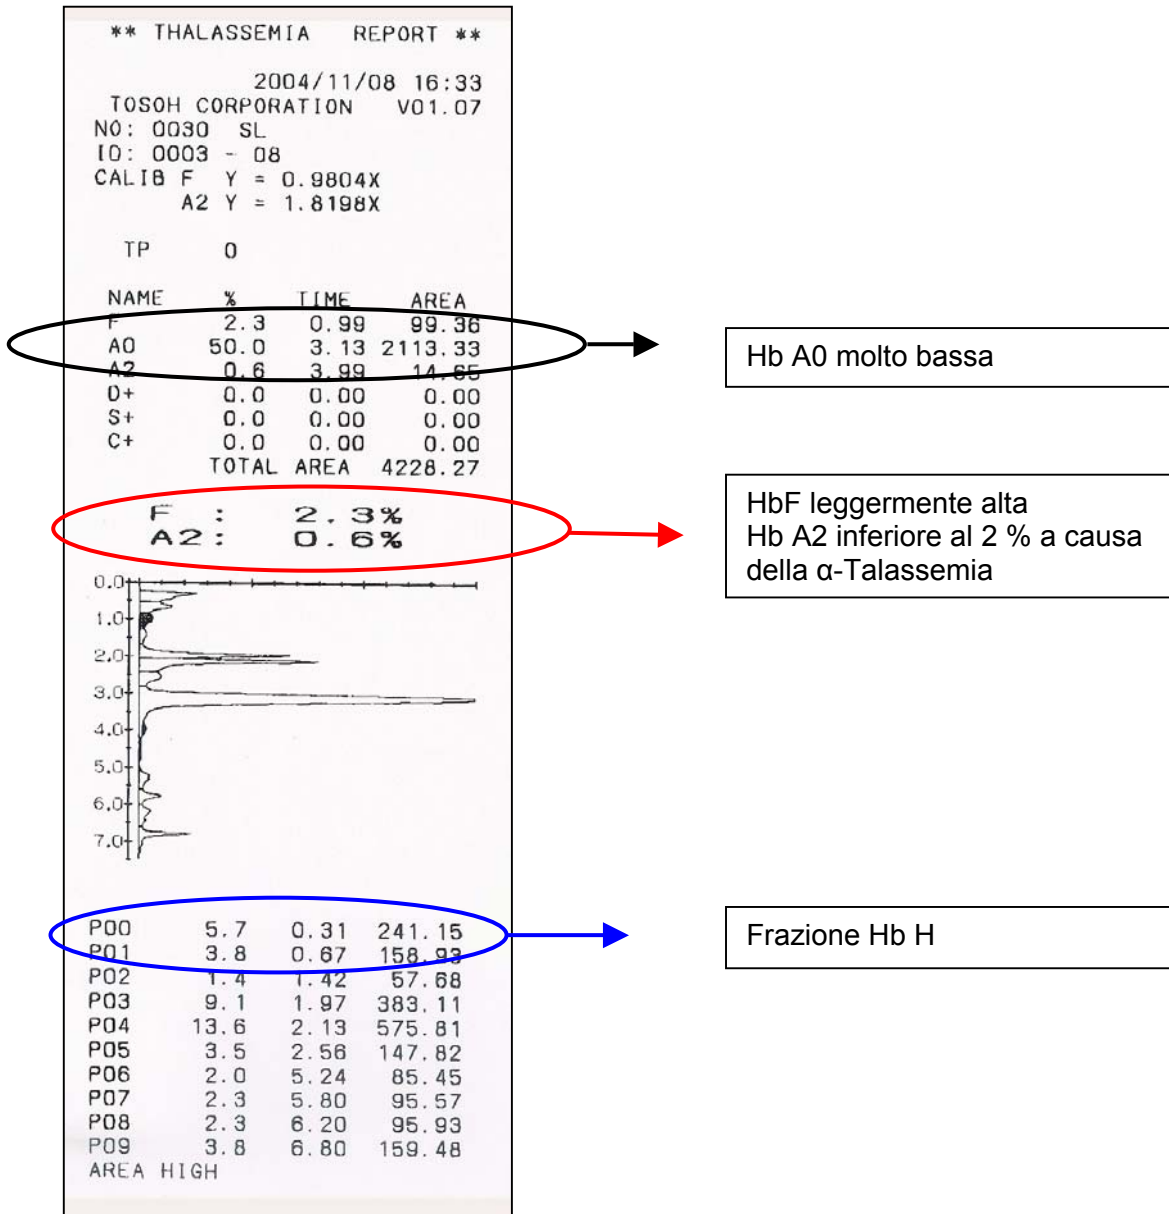 ** THALASSEMIA REPORT **
2004/11/08 16:33
TOSOH CORPORATION V01.07
NO: 0030 SL
ID: 0003 - 08
CALIB F Y = 0.9804X
A2 Y = 1.8198X
TP 0
NAME % TIME AREA
F 2.3 0.99 99.36
A0 50.0 3.13 2113.33
A2 0.6 3.99 14.65
D+ 0.0 0.00 0.00
S+ 0.0 0.00 0.00
C+ 0.0 0.00 0.00
TOTAL AREA 4228.27
F : 2.3%
A2 : 0.6%
0.0
1.0
2.0
3.0
4.0
5.0
6.0
7.0
P00 5.7 0.31 241.15
P01 3.8 0.67 158.93
P02 1.4 1.42 57.68
P03 9.1 1.97 383.11
P04 13.6 2.13 575.81
P05 3.5 2.56 147.82
P06 2.0 5.24 85.45
P07 2.3 5.80 95.57
P08 2.3 6.20 95.93
P09 3.8 6.80 159.48
AREA HIGH
Hb A0 molto bassa
HbF leggermente alta
Hb A2 inferiore al 2 % a causa
della α-Talassemia
Frazione Hb H